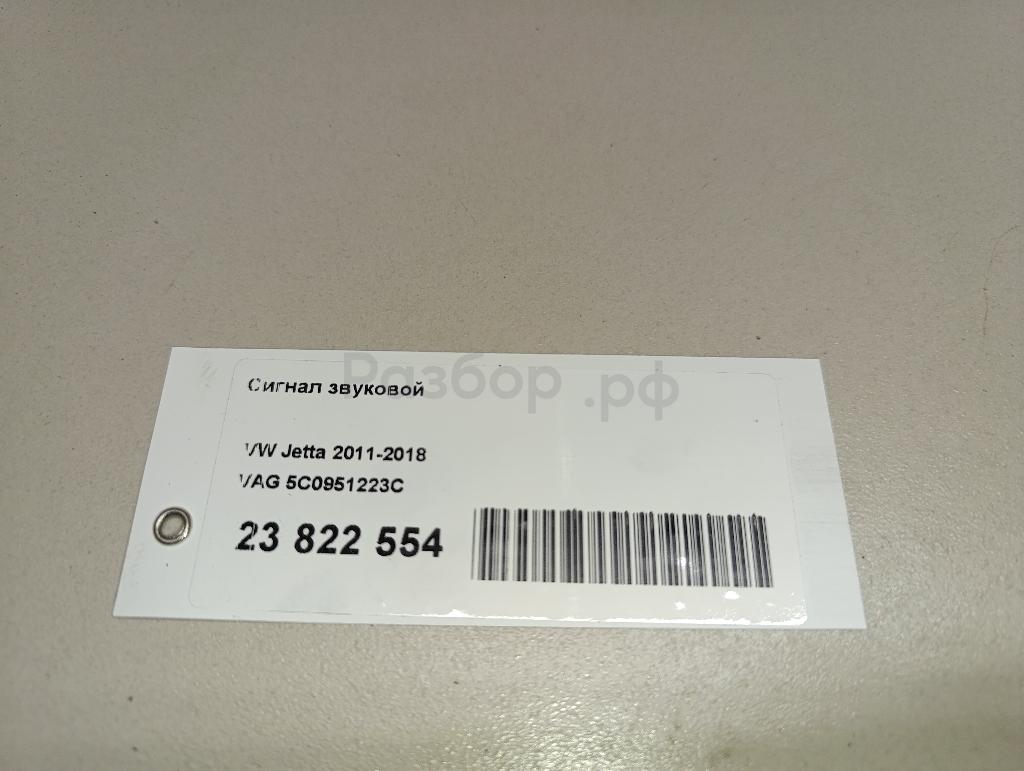 Разбор.рф
Сигнал звуковой
VW Jetta 2011-2018
VAG 5C0951223C
23 822 554